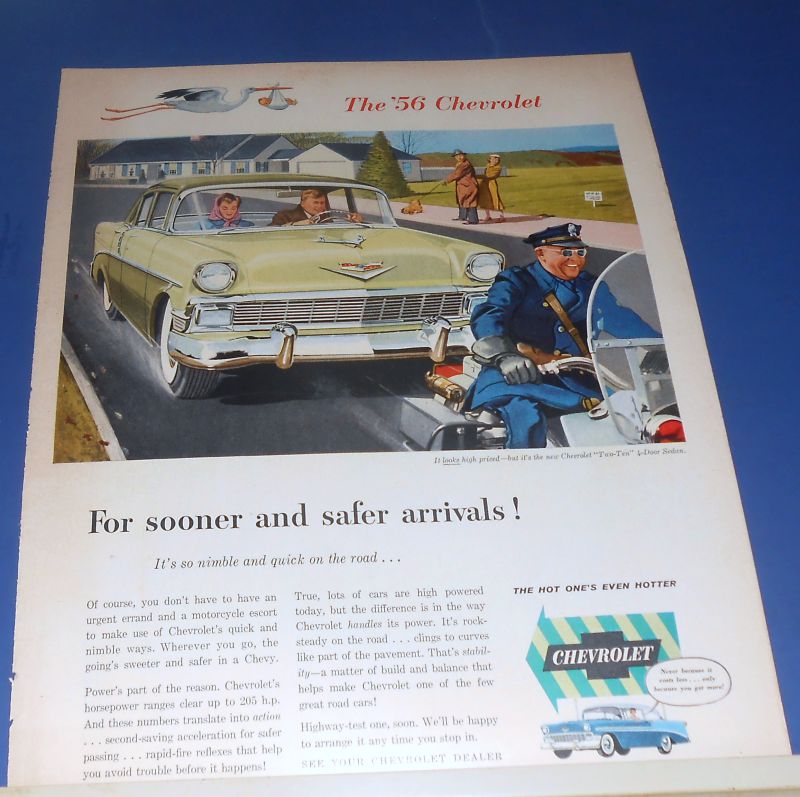 The '56 Chevrolet
It looks high priced—but it's the new Chevrolet "Two-Ten" 4-Door Sedan.
For sooner and safer arrivals!
It's so nimble and quick on the road . . .
Of course, you don't have to have an
urgent errand and a motorcycle escort
to make use of Chevrolet's quick and
nimble ways. Wherever you go, the
going's sweeter and safer in a Chevy.
Power's part of the reason. Chevrolet's
horsepower ranges clear up to 205 h.p.
And these numbers translate into action
. . . second-saving acceleration for safer
passing . . . rapid-fire reflexes that help
you avoid trouble before it happens!
True, lots of cars are high powered
today, but the difference is in the way
Chevrolet handles its power. It's rock-
steady on the road . . . clings to curves
like part of the pavement. That's stabil-
ity—a matter of build and balance that
helps make Chevrolet one of the few
great road cars!
Highway-test one, soon. We'll be happy
to arrange it any time you stop in.
SEE YOUR CHEVROLET DEALER
THE HOT ONE'S EVEN HOTTER
CHEVROLET
Never because it
costs less . . . only
because you get more!